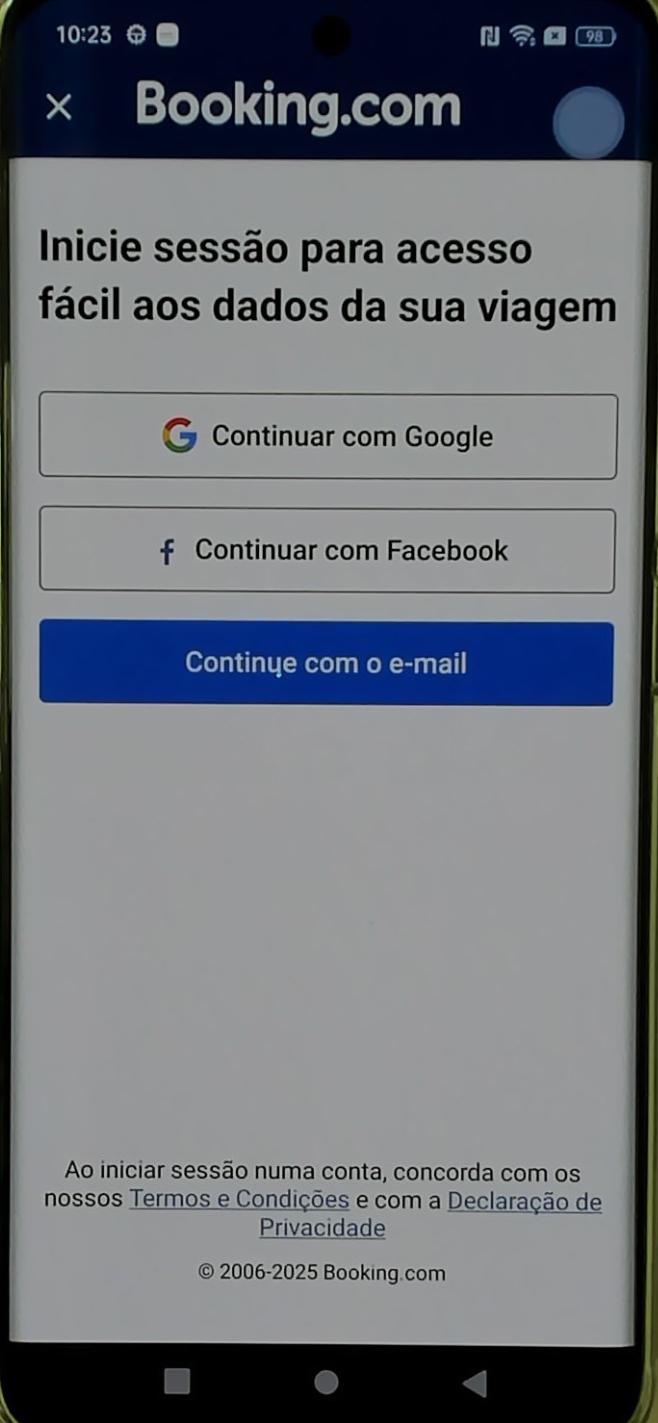 10:23
98
Booking.com
Inicie sessão para acesso
fácil aos dados da sua viagem
Continuar com Google
f Continuar com Facebook
Continue com o e-mail
Ao iniciar sessão numa conta, concorda com os
nossos Termos e Condições e com a Declaração de
Privacidade
© 2006-2025 Booking.com